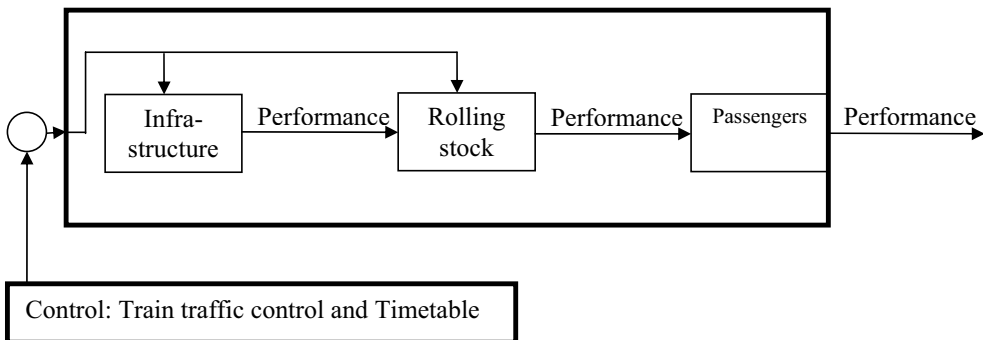 Infra-
structure
Performance
Rolling
stock
Performance
Passengers
Performance
Control: Train traffic control and Timetable